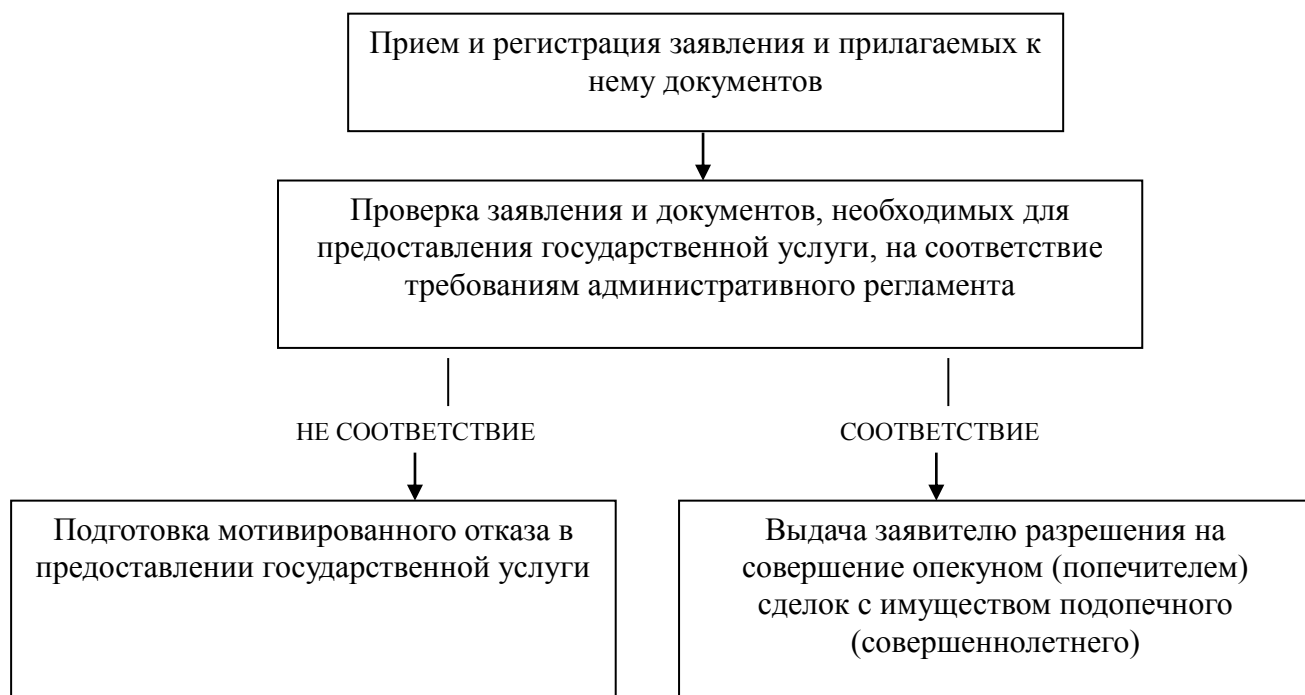 Прием и регистрация заявления и прилагаемых к
нему документов
Проверка заявления и документов, необходимых для
предоставления государственной услуги, на соответствие
требованиям административного регламента
НЕ СООТВЕТСТВИЕ
СООТВЕТСТВИЕ
Подготовка мотивированного отказа в
предоставлении государственной услуги
Выдача заявителю разрешения на
совершение опекуном (попечителем)
сделок с имуществом подопечного
(совершеннолетнего)